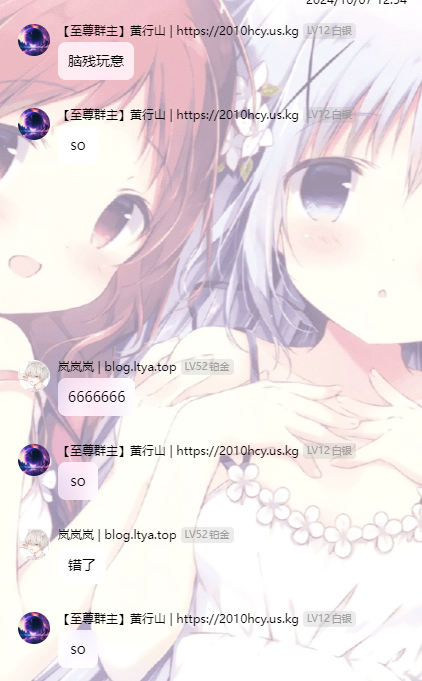 2024/10/07 12:54
【至尊群主】黄行山 | https://2010hcy.us.kg LV12白银
脑残玩意
【至尊群主】黄行山 | https://2010hcy.us.kg LV12白银
so
岚岚岚 | blog.ltya.top LV52铂金
6666666
【至尊群主】黄行山 | https://2010hcy.us.kg LV12白银
so
岚岚岚 | blog.ltya.top LV52铂金
错了
【至尊群主】黄行山 | https://2010hcy.us.kg LV12白银
so